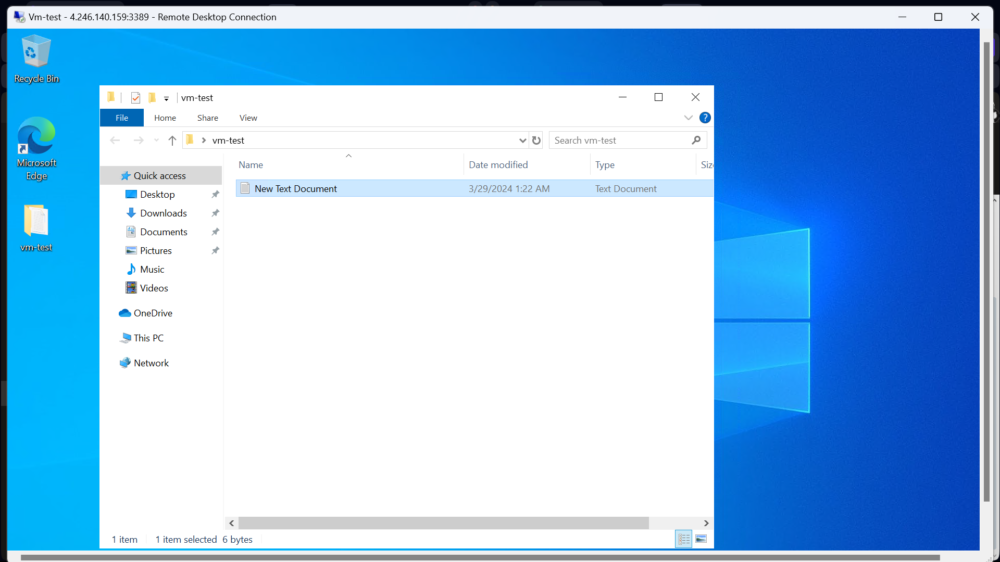 Vm-test - 4.246.140.159:3389 - Remote Desktop Connection
Recycle Bin
Microsoft
Edge
vm-test
vm-test
File
Home
Share
View
vm-test
Search vm-test
Name
Date modified
Type
Size
New Text Document
3/29/2024 1:22 AM
Text Document
Quick access
Desktop
Downloads
Documents
Pictures
Music
Videos
OneDrive
This PC
Network
1 item
1 item selected 6 bytes